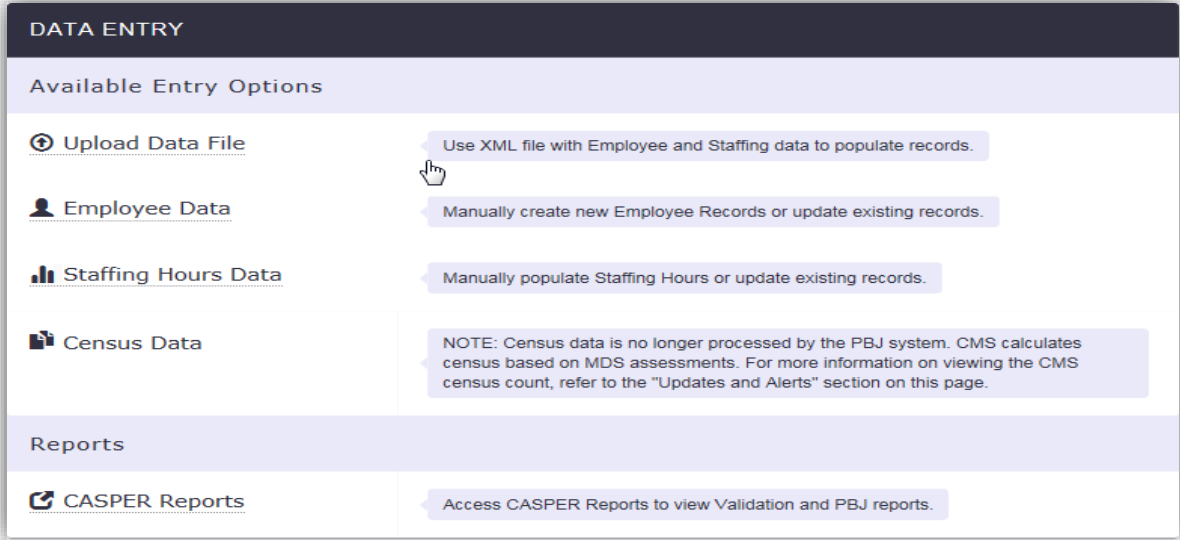 DATA ENTRY
Available Entry Options
Upload Data File
Use XML file with Employee and Staffing data to populate records.
Employee Data
Manually create new Employee Records or update existing records.
Staffing Hours Data
Manually populate Staffing Hours or update existing records.
Census Data
NOTE: Census data is no longer processed by the PBJ system. CMS calculates
census based on MDS assessments. For more information on viewing the CMS
census count, refer to the "Updates and Alerts" section on this page.
Reports
CASPER Reports
Access CASPER Reports to view Validation and PBJ reports.